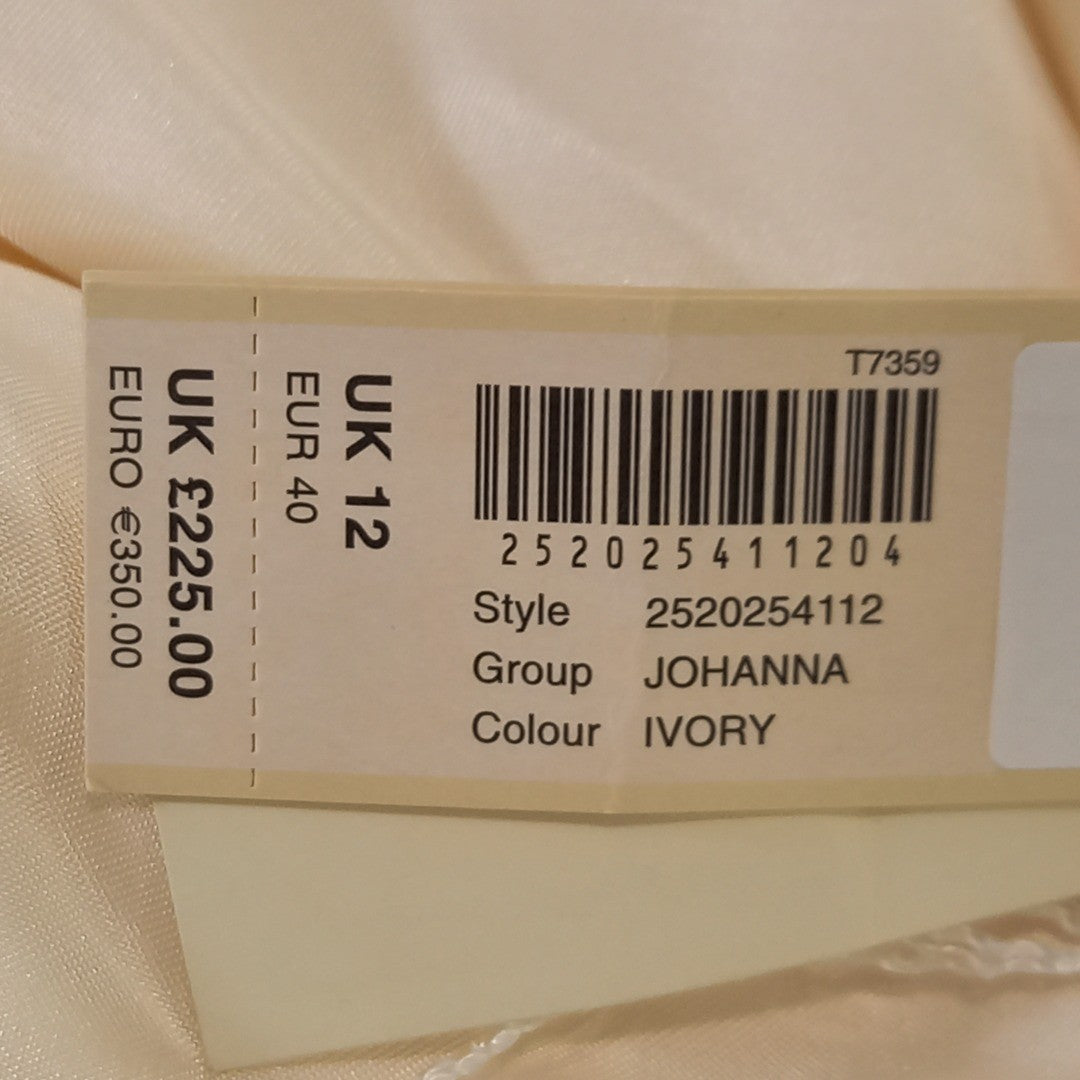 UK £225.00
EURO €350.00
UK 12
EUR 40
T7359
252025411204
Style 2520254112
Group JOHANNA
Colour IVORY